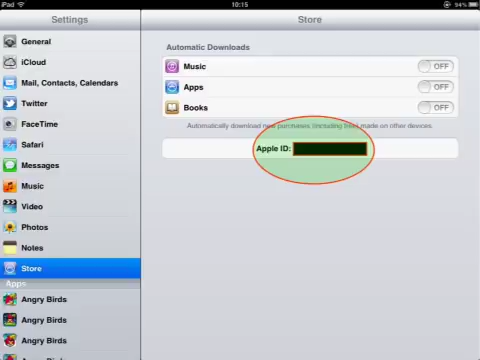 iPad
10:15
94%
Settings
Store
General
iCloud
Mail, Contacts, Calendars
Twitter
FaceTime
Safari
Messages
Music
Video
Photos
Notes
Store
Apps
Angry Birds
Angry Birds
Angry Birds
Automatic Downloads
Music
OFF
Apps
OFF
Books
OFF
Automatically download new purchases (including free) made on other devices.
Apple ID: